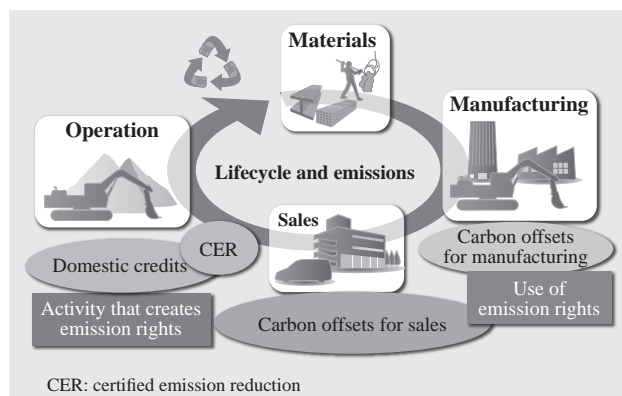 Materials
Manufacturing
Operation
Lifecycle and emissions
Sales
CER
Carbon offsets
for manufacturing
Domestic credits
Activity that creates
emission rights
Carbon offsets for sales
Use of
emission rights
CER: certified emission reduction